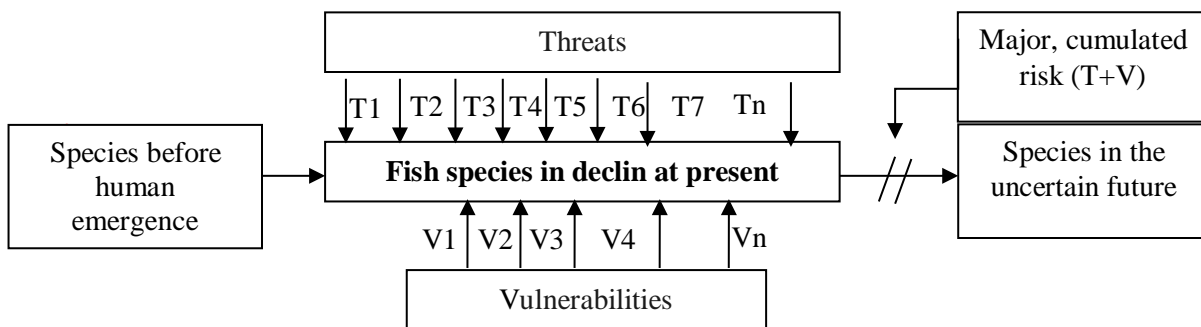 Threats
Major, cumulated
risk (T+V)
T1 T2 T3 T4 T5 T6 T7 Tn
Species before
human
emergence
Fish species in declin at present
Species in the
uncertain future
V1 V2 V3 V4 Vn
Vulnerabilities